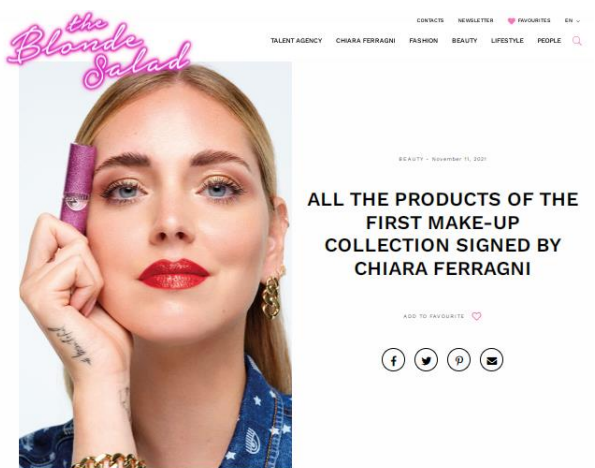 the
Blonde
Salad
CONTACTS NEWSLETTER FAVOURITES EN
TALENT AGENCY CHIARA FERRAGNI FASHION BEAUTY LIFESTYLE PEOPLE
BEAUTY - November 11, 2021
ALL THE PRODUCTS OF THE
FIRST MAKE-UP
COLLECTION SIGNED BY
CHIARA FERRAGNI
ADD TO FAVOURITE